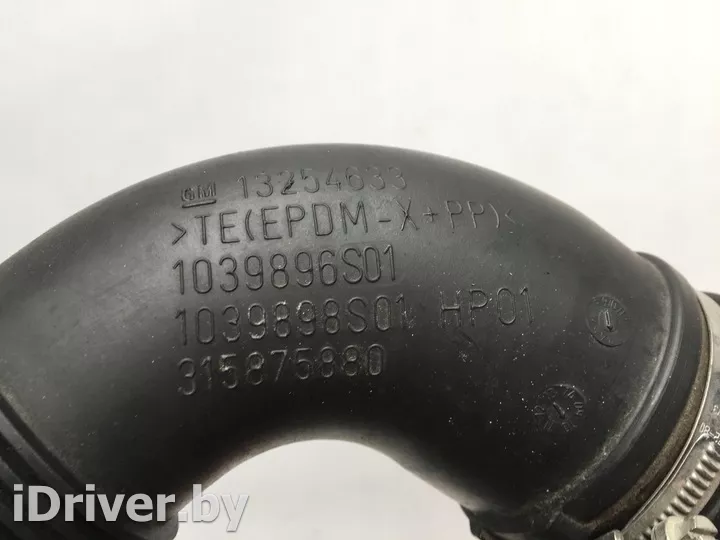 GM 13254633
>TE(EPDM-X+PP)<
1039896S01
1039898S01 HP01
315875880
iDriver.by